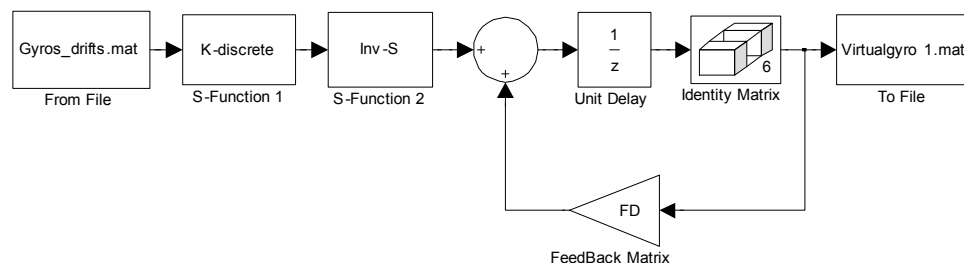 Gyros_drifts.mat
From File
K-discrete
S-Function 1
Inv-S
S-Function 2
+
+
1
z
Unit Delay
6
Identity Matrix
Virtualgyro 1.mat
To File
FD
FeedBack Matrix